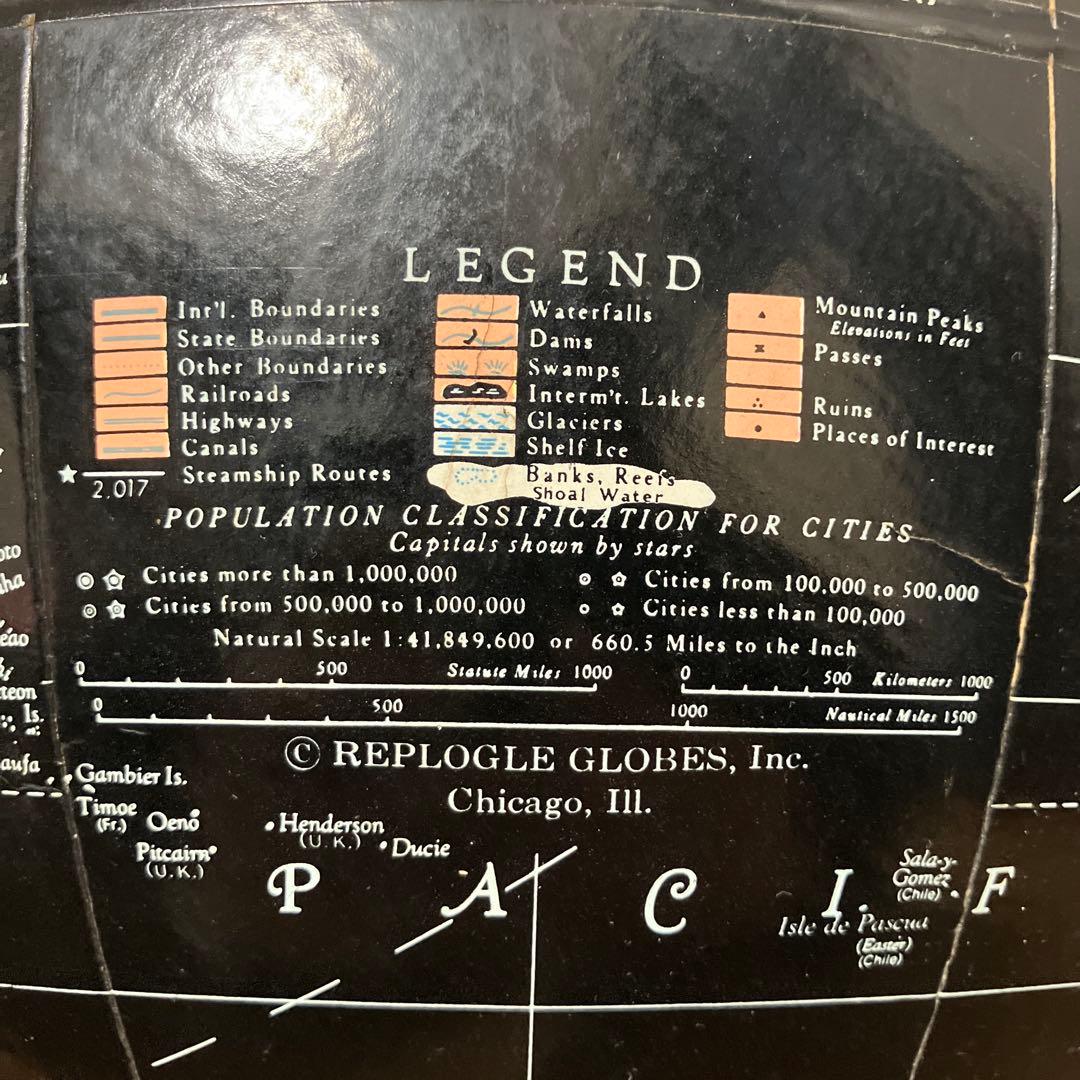 LEGEND
Int'l. Boundaries
State Boundaries
Other Boundaries
Railroads
Highways
Canals
Steamship Routes
2,017
Waterfalls
Dams
Swamps
Interm't. Lakes
Glaciers
Shelf Ice
Banks, Reefs
Shoal Water
Mountain Peaks
Elevations in Feet
Passes
Ruins
Places of Interest
POPULATION CLASSIFICATION FOR CITIES
Capitals shown by stars
Cities more than 1,000,000
Cities from 500,000 to 1,000,000
Cities from 100,000 to 500,000
Cities less than 100,000
Natural Scale 1:41,849,600 or 660.5 Miles to the Inch
0 500 Statute Miles 1000
0 500 Kilometers 1000
0 500 1000 Nautical Miles 1500
© REPLOGLE GLOBES, Inc.
Chicago, Ill.
Is.
Gambier Is.
Timoe
(Fr.)
Oeno
Pitcairn
(U.K.)
Henderson
(U.K.)
Ducie
Sala-y-
Gomez
(Chile)
PACIF
I. Isle de Pascua
(Easter)
(Chile)